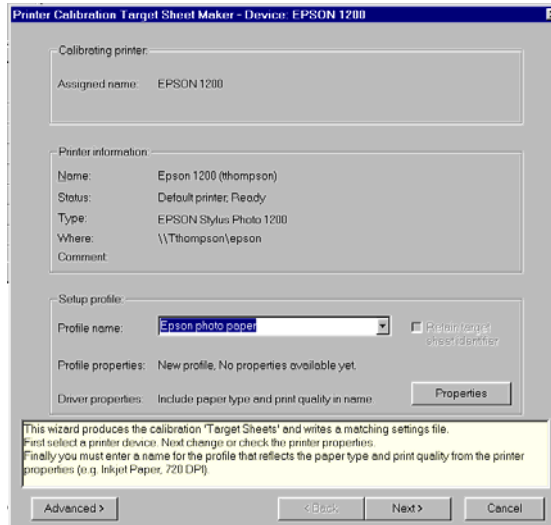 Printer Calibration Target Sheet Maker - Device: EPSON 1200
Calibrating printer:
Assigned name: EPSON 1200
Printer information:
Name: Epson 1200 (tthompson)
Status: Default printer, Ready
Type: EPSON Stylus Photo 1200
Where: \\Tthompson\epson
Comment:
Setup profile:
Profile name: Epson photo paper
Retain target
sheet identifier
Profile properties: New profile, No properties available yet.
Driver properties: Include paper type and print quality in name.
Properties
This wizard produces the calibration 'Target Sheets' and writes a matching settings file.
First select a printer device. Next change or check the printer properties.
Finally you must enter a name for the profile that reflects the paper type and print quality from the printer
properties (e.g. Inkjet Paper, 720 DPI).
Advanced > < Back Next > Cancel